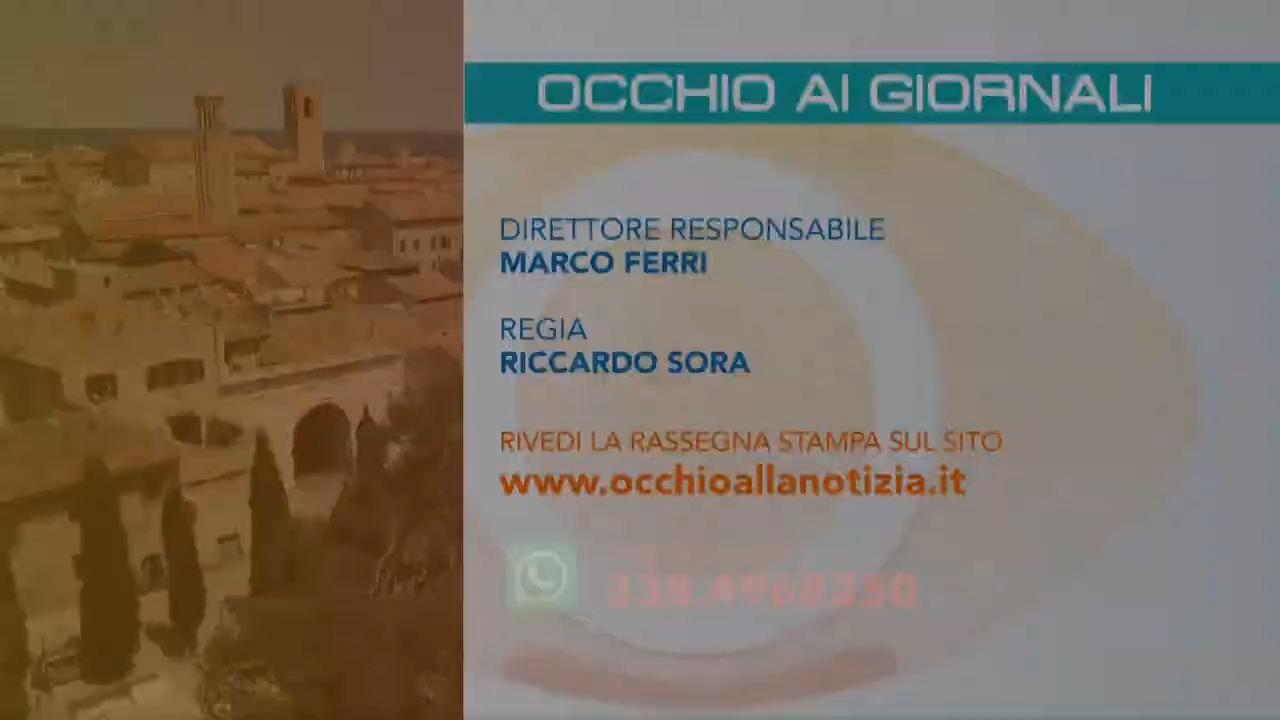 OCCHIO AI GIORNALI
DIRETTORE RESPONSABILE
MARCO FERRI
REGIA
RICCARDO SORA
RIVEDI LA RASSEGNA STAMPA SUL SITO
www.occhioallanotizia.it